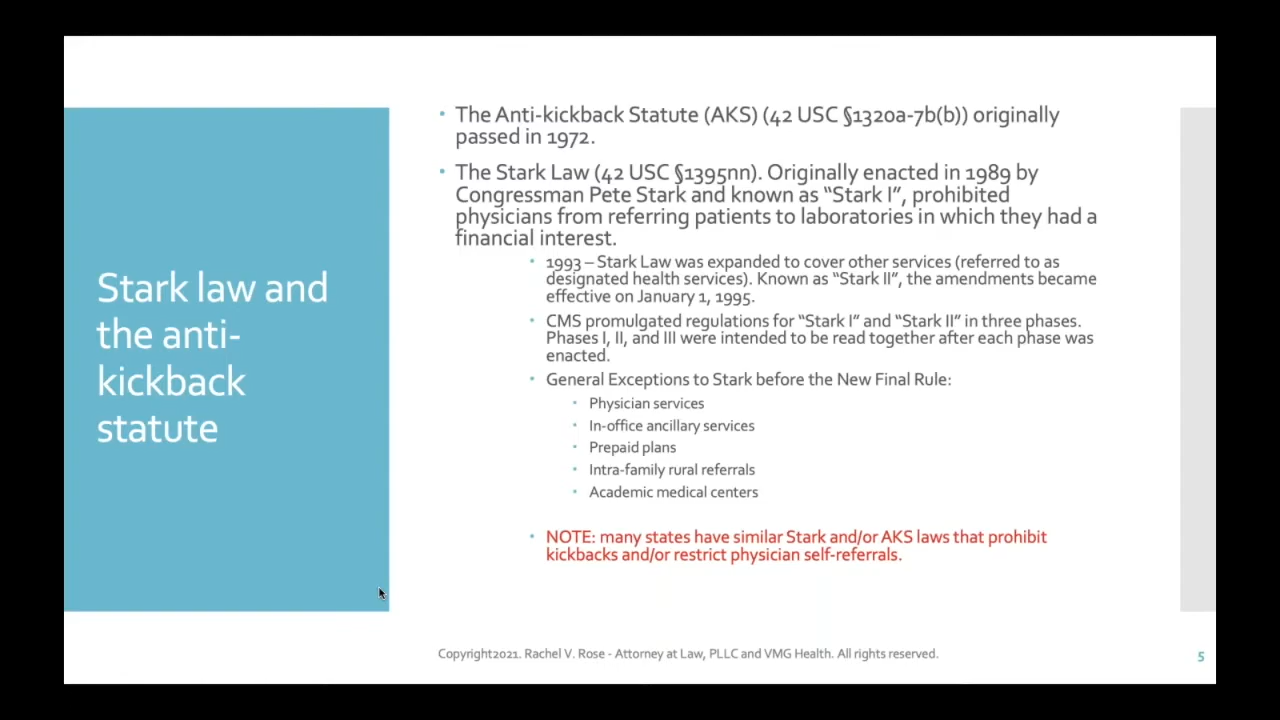 Stark law and
the anti-
kickback
statute
• The Anti-kickback Statute (AKS) (42 USC §1320a-7b(b)) originally
passed in 1972.
• The Stark Law (42 USC §1395nn). Originally enacted in 1989 by
Congressman Pete Stark and known as “Stark I”, prohibited
physicians from referring patients to laboratories in which they had a
financial interest.
• 1993 – Stark Law was expanded to cover other services (referred to as
designated health services). Known as “Stark II”, the amendments became
effective on January 1, 1995.
• CMS promulgated regulations for “Stark I” and “Stark II” in three phases.
Phases I, II, and III were intended to be read together after each phase was
enacted.
• General Exceptions to Stark before the New Final Rule:
• Physician services
• In-office ancillary services
• Prepaid plans
• Intra-family rural referrals
• Academic medical centers
• NOTE: many states have similar Stark and/or AKS laws that prohibit
kickbacks and/or restrict physician self-referrals.
Copyright2021. Rachel V. Rose - Attorney at Law, PLLC and VMG Health. All rights reserved.
5